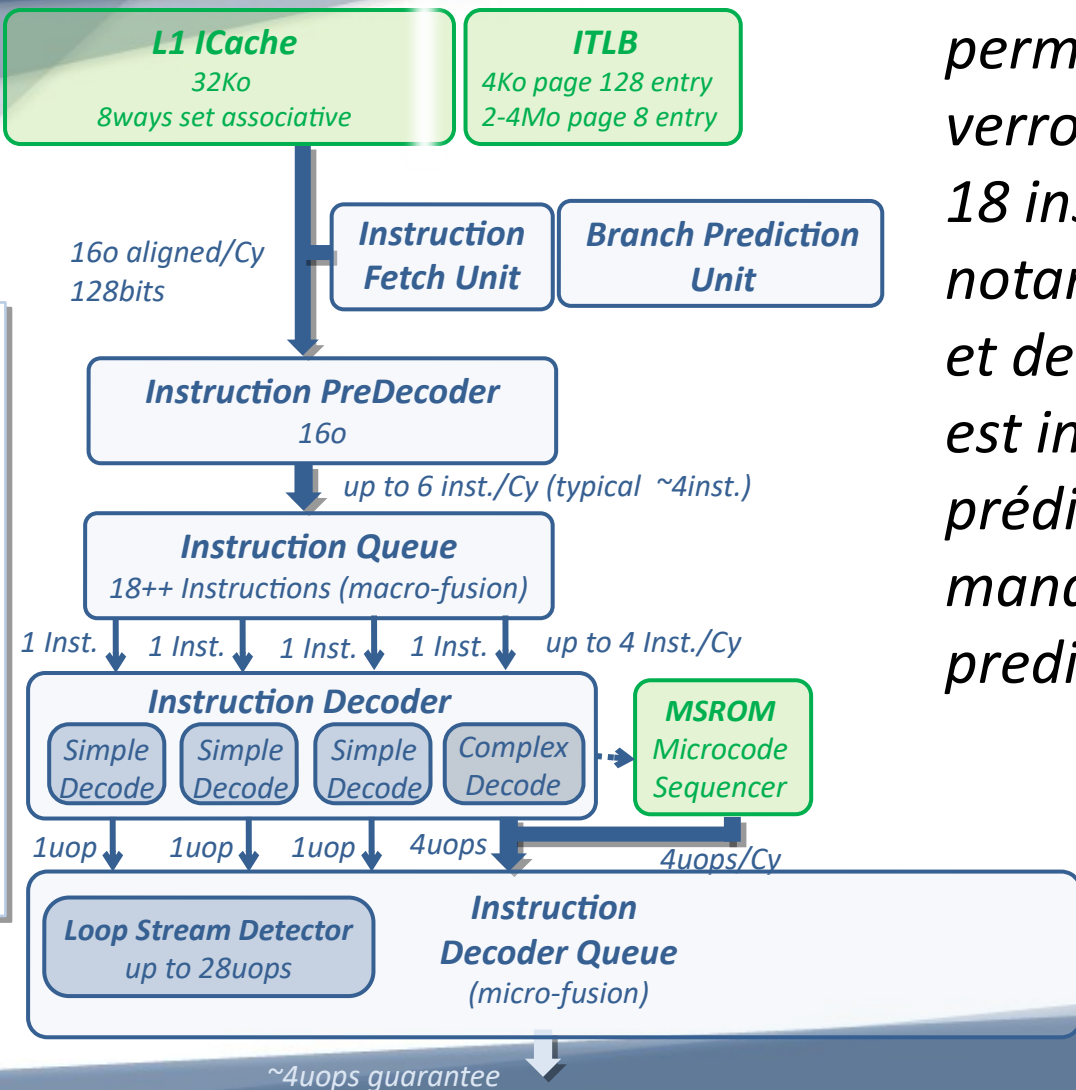 L1 ICache
32Ko
8ways set associative
ITLB
4Ko page 128 entry
2-4Mo page 8 entry
16o aligned/Cy
128bits
Instruction
Fetch Unit
Branch Prediction
Unit
Instruction PreDecoder
16o
up to 6 inst./Cy (typical ~4inst.)
Instruction Queue
18++ Instructions (macro-fusion)
1 Inst. 1 Inst. 1 Inst. 1 Inst. up to 4 Inst./Cy
Instruction Decoder
Simple
Decode
Simple
Decode
Simple
Decode
Complex
Decode
MSROM
Microcode
Sequencer
1uop 1uop 1uop 4uops
4uops/Cy
Loop Stream Detector
up to 28uops
Instruction
Decoder Queue
(micro-fusion)
~4uops guarantee
perm
verro
18 ins
notar
et de
est in
prédi
mand
predi